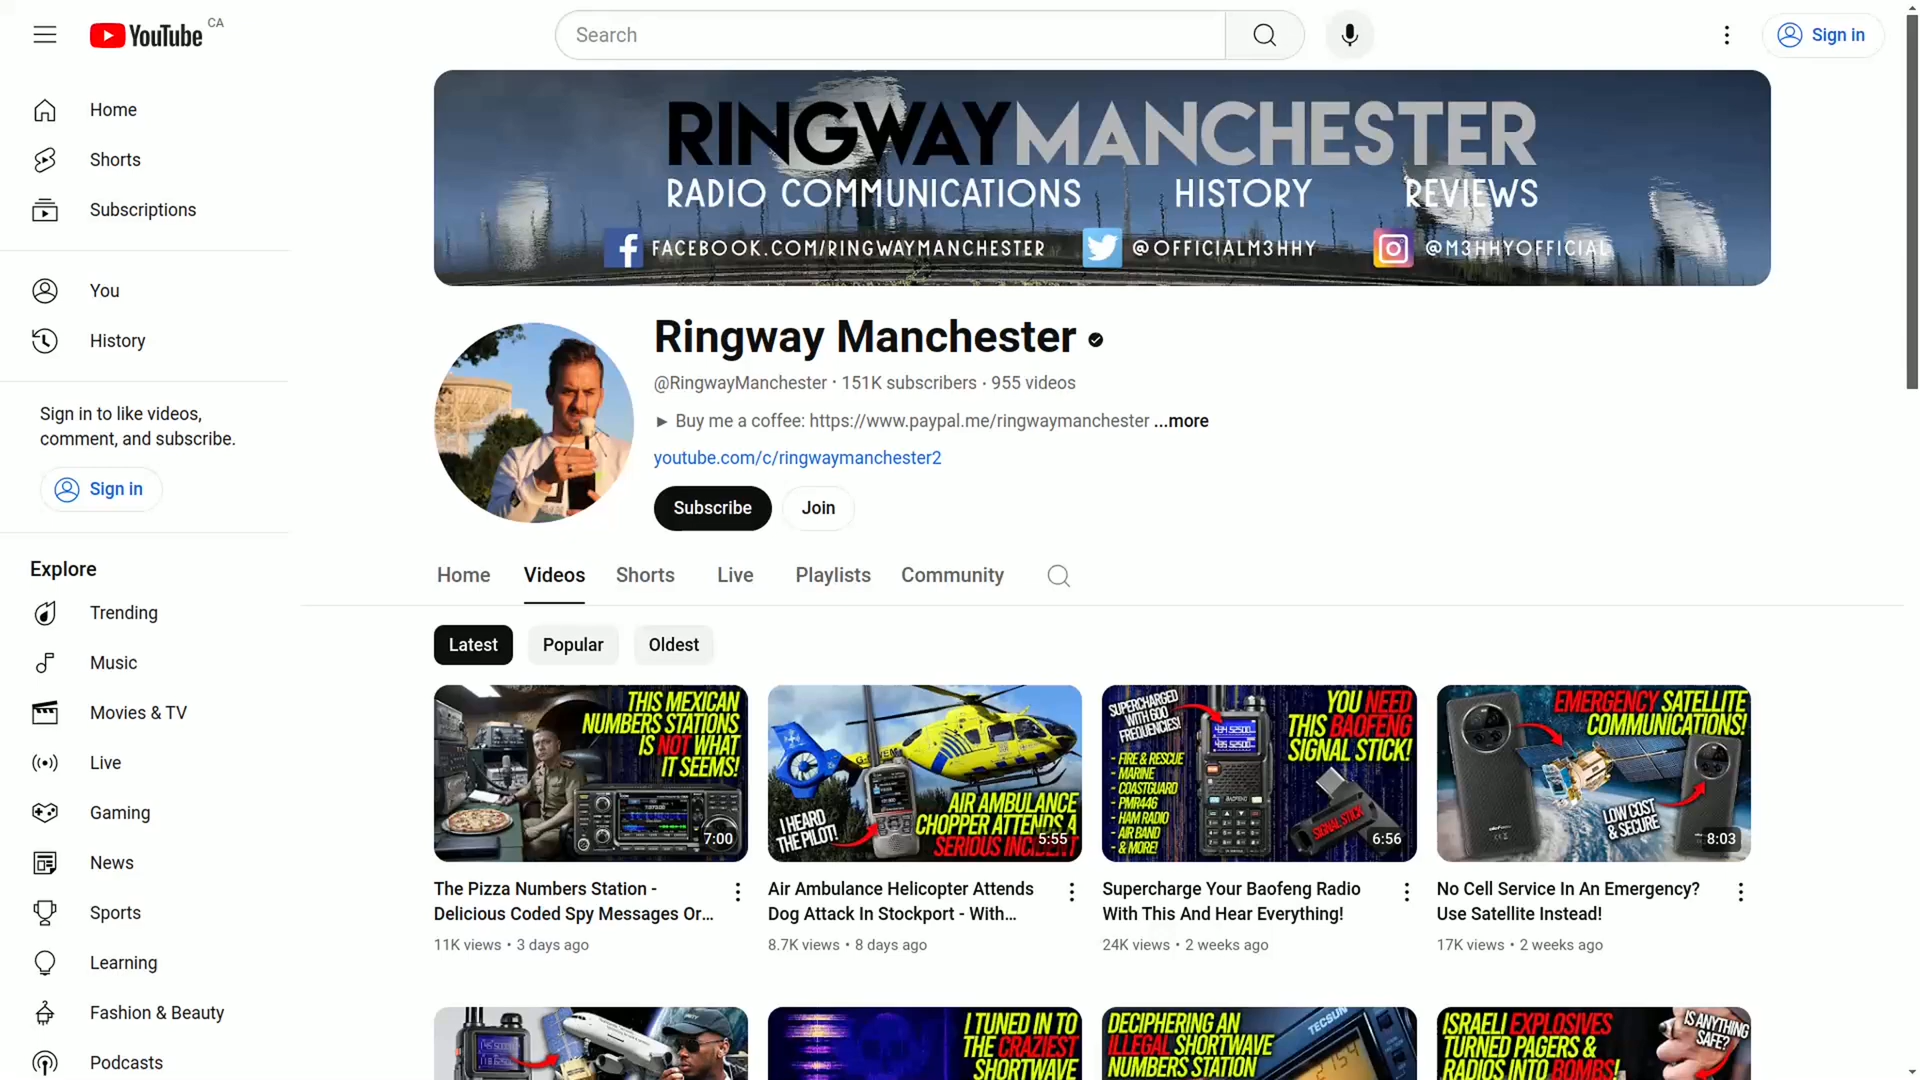 YouTube CA
Search
Sign in
Home
Shorts
Subscriptions
You
History
Sign in to like videos,
comment, and subscribe.
Sign in
Explore
Trending
Music
Movies & TV
Live
Gaming
News
Sports
Learning
Fashion & Beauty
Podcasts
RINGWAYMANCHESTER
RADIO COMMUNICATIONS HISTORY REVIEWS
FACEBOOK.COM/RINGWAYMANCHESTER @OFFICIALM3HHY @M3HHYOFFICIAL
Ringway Manchester
@RingwayManchester · 151K subscribers · 955 videos
► Buy me a coffee: https://www.paypal.me/ringwaymanchester ...more
youtube.com/c/ringwaymanchester2
Subscribe Join
Home Videos Shorts Live Playlists Community
Latest Popular Oldest
THIS MEXICAN
NUMBERS STATIONS
IS NOT WHAT
IT SEEMS!
7:00
The Pizza Numbers Station -
Delicious Coded Spy Messages Or...
11K views • 3 days ago
I HEARD
THE PILOT!
AIR AMBULANCE
CHOPPER ATTENDS A
SERIOUS INCIDENT
5:55
Air Ambulance Helicopter Attends
Dog Attack In Stockport - With...
8.7K views • 8 days ago
SUPERCHARGED
WITH 600
FREQUENCIES!
YOU NEED
THIS BAOFENG
SIGNAL STICK!
- FIRE & RESCUE
- MARINE
- COASTGUARD
- PMR446
- HAM RADIO
- AIR BAND
- & MORE!
BAOFENG
SIGNAL STICK
6:56
Supercharge Your Baofeng Radio
With This And Hear Everything!
24K views • 2 weeks ago
EMERGENCY SATELLITE
COMMUNICATIONS!
LOW COST
& SECURE
8:03
No Cell Service In An Emergency?
Use Satellite Instead!
17K views • 2 weeks ago
I TUNED IN TO
THE CRAZIEST
SHORTWAVE
DECIPHERING AN
ILLEGAL SHORTWAVE
NUMBERS STATION
TECSUN
ISRAELI EXPLOSIVES
TURNED PAGERS &
RADIOS INTO BOMBS!
IS ANYTHING
SAFE?